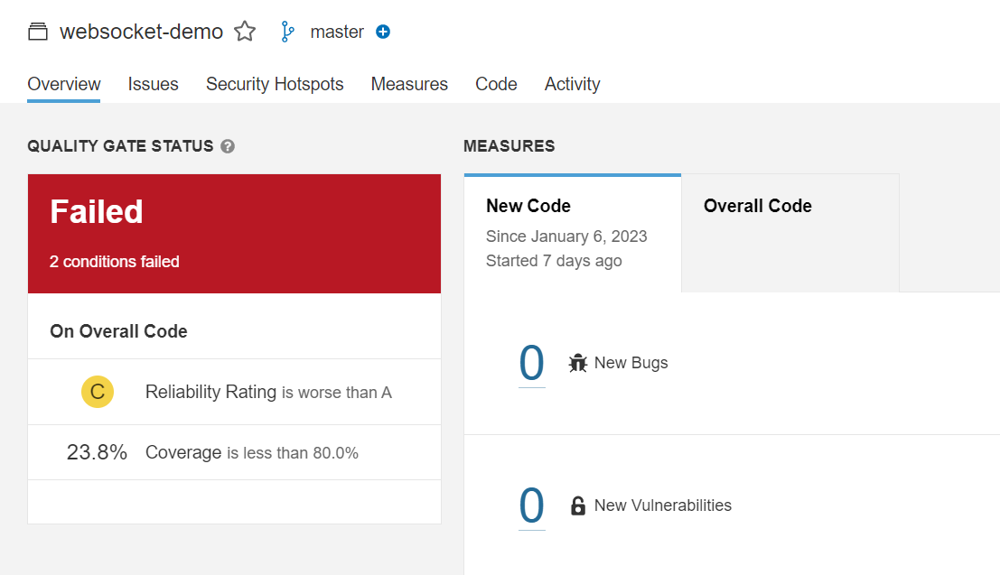 websocket-demo master
Overview Issues Security Hotspots Measures Code Activity
QUALITY GATE STATUS ?
Failed
2 conditions failed
On Overall Code
C Reliability Rating is worse than A
23.8% Coverage is less than 80.0%
MEASURES
New Code
Since January 6, 2023
Started 7 days ago
Overall Code
0 New Bugs
0 New Vulnerabilities